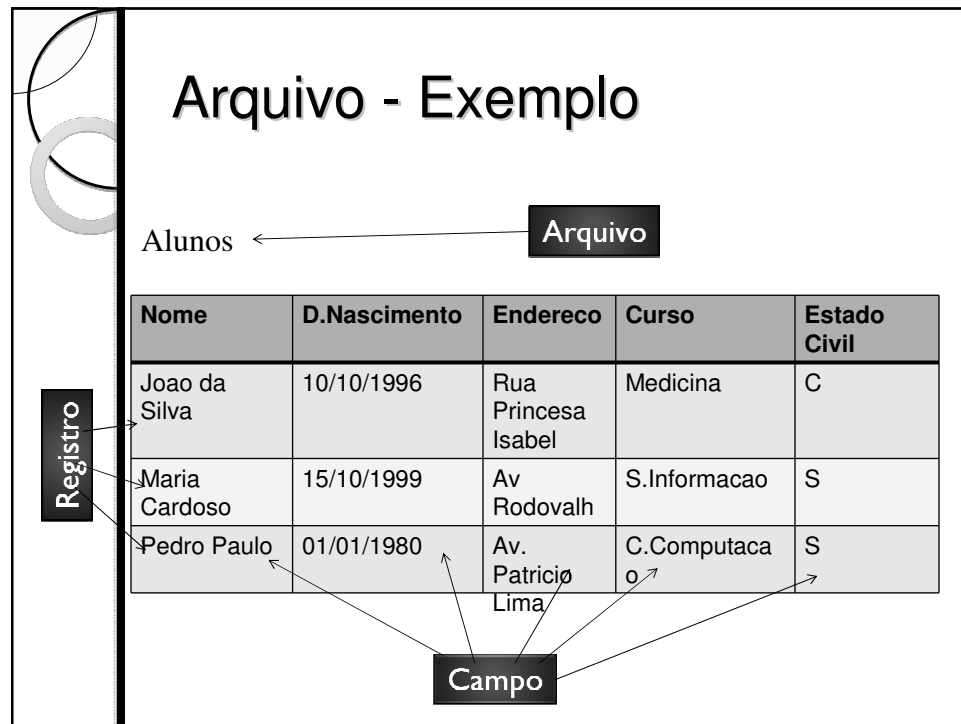 Arquivo - Exemplo
Alunos
Arquivo
Nome D.Nascimento Endereco Curso Estado
Civil
Joao da 10/10/1996 Rua Medicina C
Silva Princesa
Isabel
Registro
Maria 15/10/1999 Av S.Informacao S
Cardoso Rodovalh
Pedro Paulo 01/01/1980 Av. C.Computaca S
Patricio o
Lima
Campo